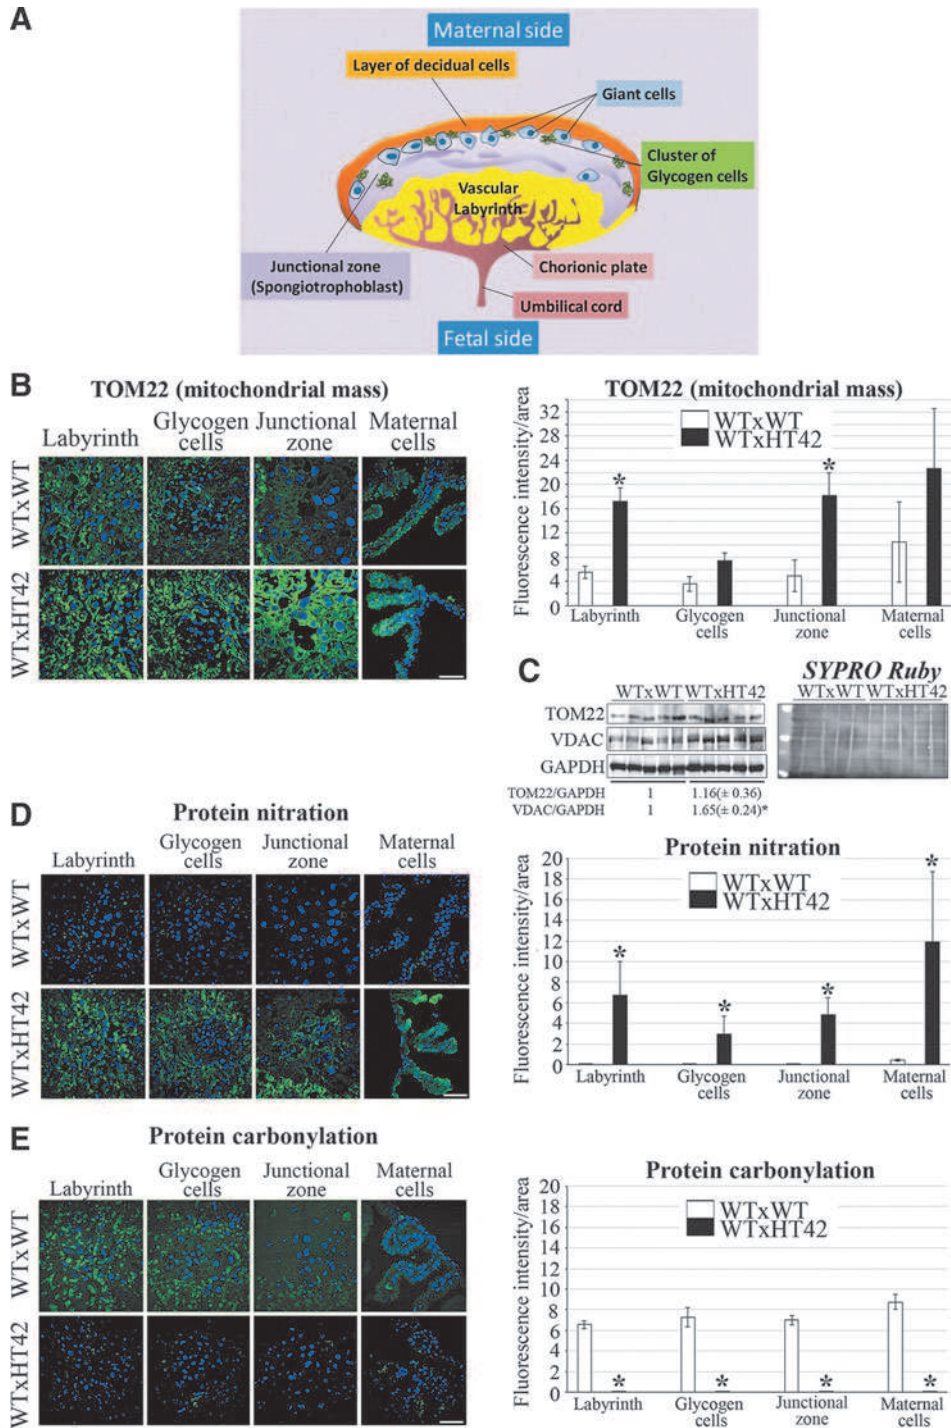 A
Maternal side
Layer of decidual cells
Giant cells
Cluster of
Glycogen cells
Vascular
Labyrinth
Junctional zone
(Spongiotrophoblast)
Chorionic plate
Umbilical cord
Fetal side
B
TOM22 (mitochondrial mass)
Labyrinth
Glycogen
cells
Junctional
zone
Maternal
cells
WTxWT
WTxHT42
TOM22 (mitochondrial mass)
Fluorescence intensity/area
32
28
24
20
16
12
8
4
0
WTxWT
WTxHT42
*
*
Labyrinth
Glycogen
cells
Junctional
zone
Maternal
cells
C
WTxWT WTxHT42
TOM22
VDAC
GAPDH
TOM22/GAPDH 1 1.16(± 0.36)
VDAC/GAPDH 1 1.65(± 0.24)*
SYPRO Ruby
WTxWT WTxHT42
D
Protein nitration
Labyrinth
Glycogen
cells
Junctional
zone
Maternal
cells
WTxWT
WTxHT42
Protein nitration
Fluorescence intensity/area
20
18
16
14
12
10
8
6
4
2
0
WTxWT
WTxHT42
*
*
*
*
Labyrinth
Glycogen
cells
Junctional
zone
Maternal
cells
E
Protein carbonylation
Labyrinth
Glycogen
cells
Junctional
zone
Maternal
cells
WTxWT
WTxHT42
Protein carbonylation
Fluorescence intensity/area
20
18
16
14
12
10
8
6
4
2
0
WTxWT
WTxHT42
*
*
*
*
Labyrinth
Glycogen
cells
Junctional
zone
Maternal
cells